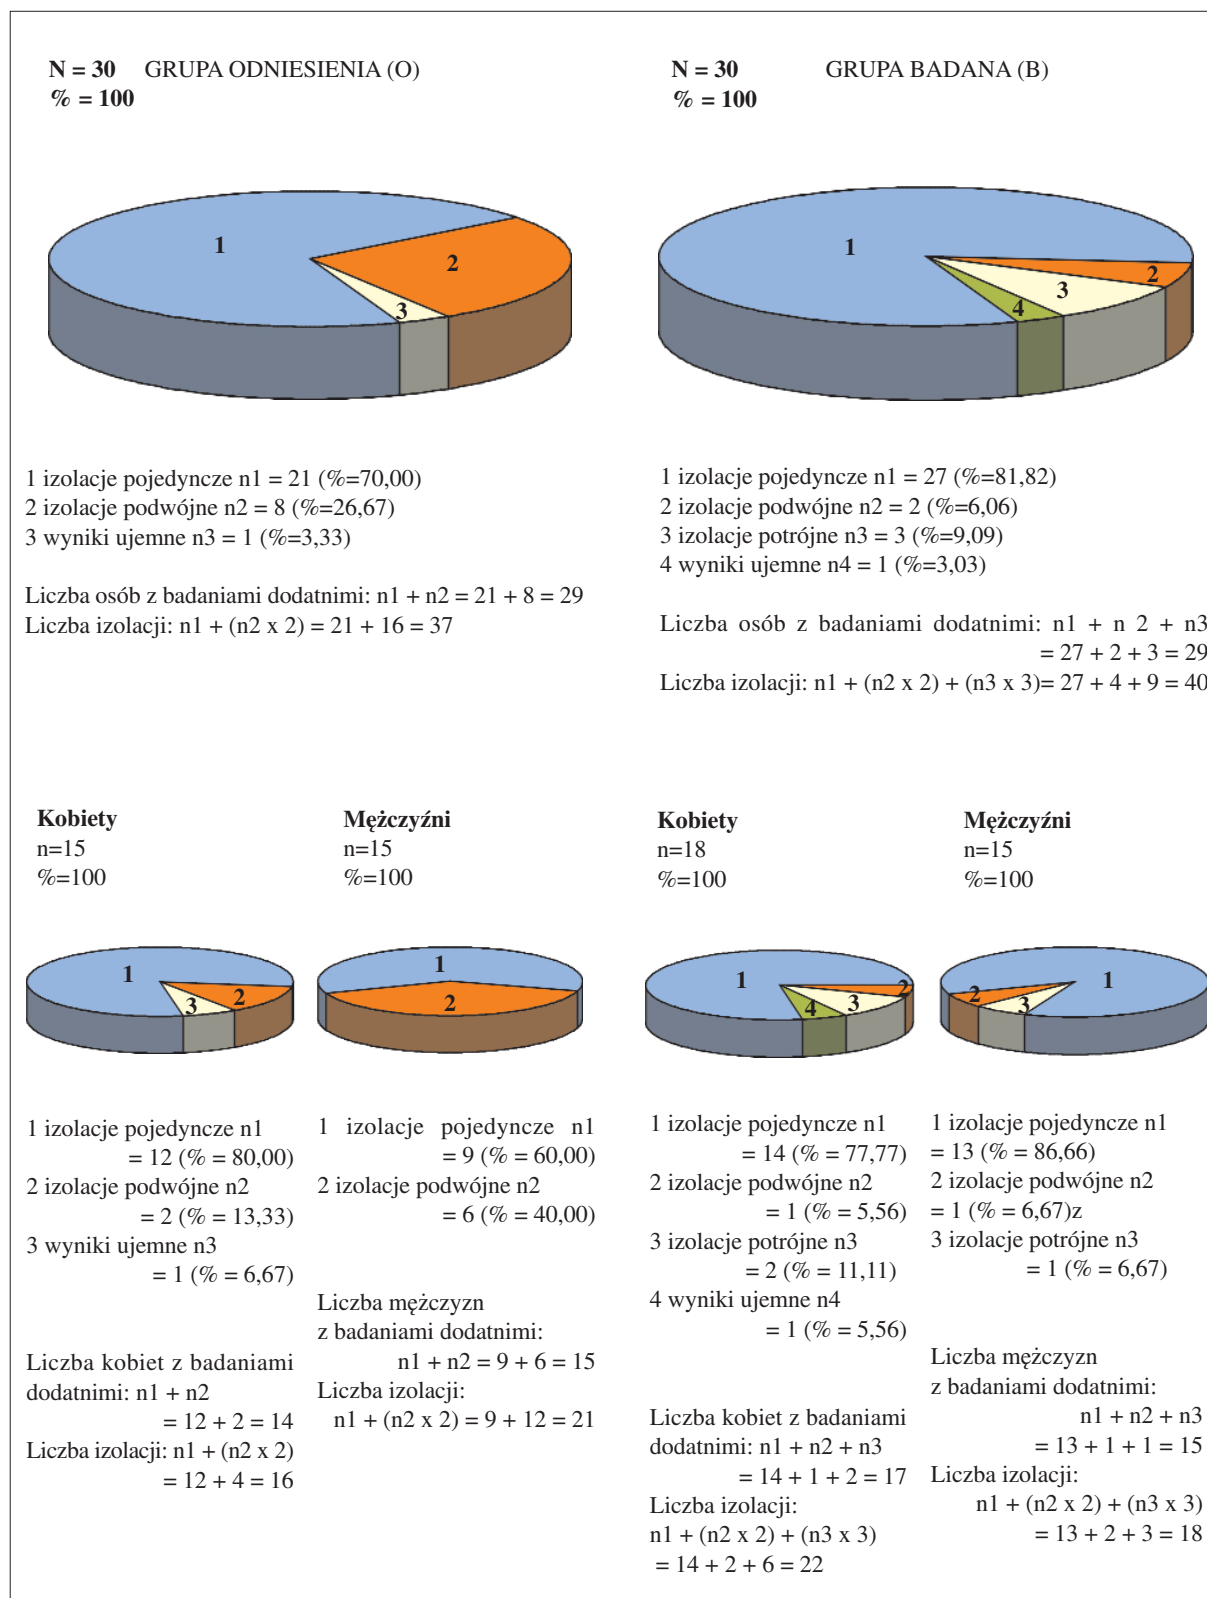 N = 30 GRUPA ODNIESIENIA (O)
% = 100
1
2
3
1 izolacje pojedyncze n1 = 21 (%=70,00)
2 izolacje podwójne n2 = 8 (%=26,67)
3 wyniki ujemne n3 = 1 (%=3,33)
Liczba osób z badaniami dodatnimi: n1 + n2 = 21 + 8 = 29
Liczba izolacji: n1 + (n2 x 2) = 21 + 16 = 37
N = 30 GRUPA BADANA (B)
% = 100
1
2
3
4
1 izolacje pojedyncze n1 = 27 (%=81,82)
2 izolacje podwójne n2 = 2 (%=6,06)
3 izolacje potrójne n3 = 3 (%=9,09)
4 wyniki ujemne n4 = 1 (%=3,03)
Liczba osób z badaniami dodatnimi: n1 + n 2 + n3
= 27 + 2 + 3 = 29
Liczba izolacji: n1 + (n2 x 2) + (n3 x 3)= 27 + 4 + 9 = 40
Kobiety
n=15
%=100
1
2
3
1 izolacje pojedyncze n1
= 12 (% = 80,00)
2 izolacje podwójne n2
= 2 (% = 13,33)
3 wyniki ujemne n3
= 1 (% = 6,67)
Liczba kobiet z badaniami
dodatnimi: n1 + n2
= 12 + 2 = 14
Liczba izolacji: n1 + (n2 x 2)
= 12 + 4 = 16
Mężczyźni
n=15
%=100
1
2
1 izolacje pojedyncze n1
= 9 (% = 60,00)
2 izolacje podwójne n2
= 6 (% = 40,00)
Liczba mężczyzn
z badaniami dodatnimi:
n1 + n2 = 9 + 6 = 15
Liczba izolacji:
n1 + (n2 x 2) = 9 + 12 = 21
Kobiety
n=18
%=100
1
2
3
4
1 izolacje pojedyncze n1
= 14 (% = 77,77)
2 izolacje podwójne n2
= 1 (% = 5,56)
3 izolacje potrójne n3
= 2 (% = 11,11)
4 wyniki ujemne n4
= 1 (% = 5,56)
Liczba kobiet z badaniami
dodatnimi: n1 + n2 + n3
= 14 + 1 + 2 = 17
Liczba izolacji:
n1 + (n2 x 2) + (n3 x 3)
= 14 + 2 + 6 = 22
Mężczyźni
n=15
%=100
1
2
3
1 izolacje pojedyncze n1
= 13 (% = 86,66)
2 izolacje podwójne n2
= 1 (% = 6,67)z
3 izolacje potrójne n3
= 1 (% = 6,67)
Liczba mężczyzn
z badaniami dodatnimi:
n1 + n2 + n3
= 13 + 1 + 1 = 15
Liczba izolacji:
n1 + (n2 x 2) + (n3 x 3)
= 13 + 2 + 3 = 18